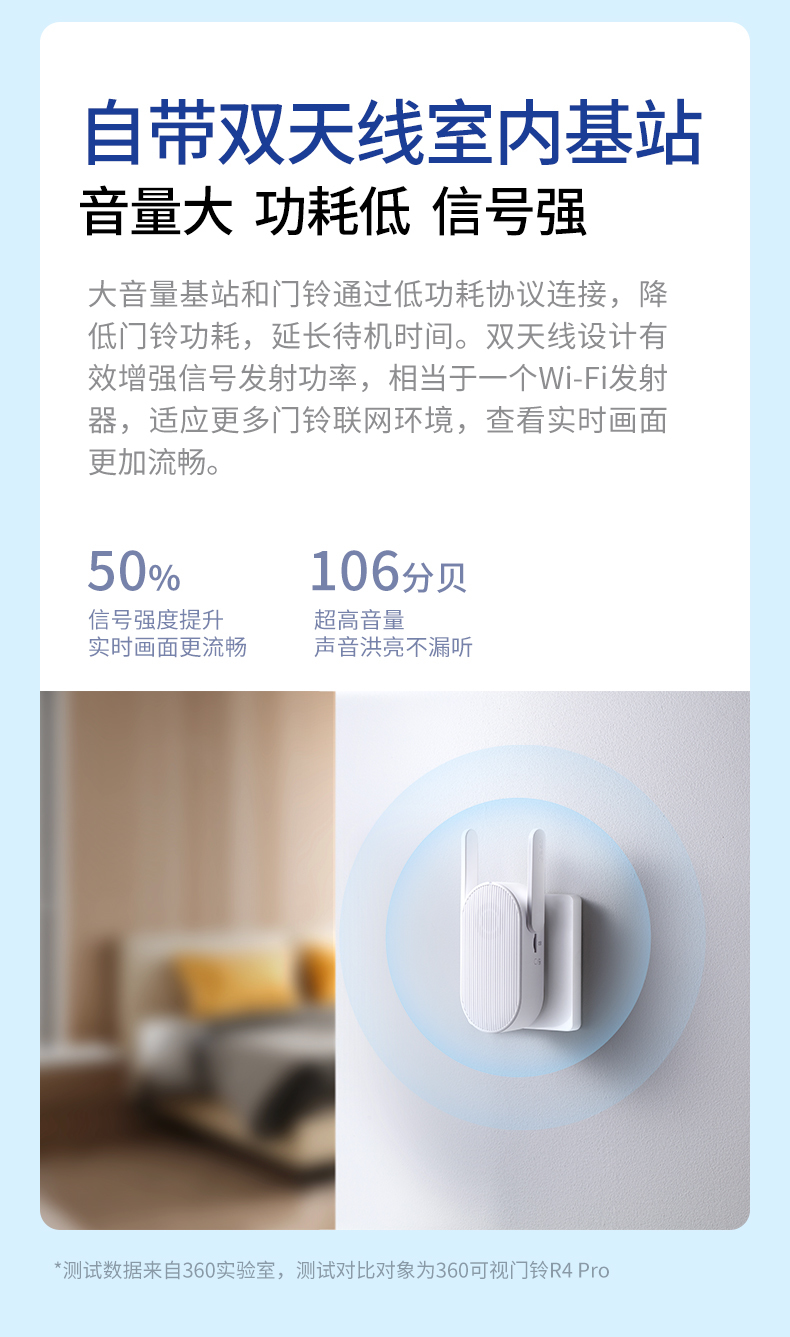 自带双天线室内基站
音量大 功耗低 信号强
大音量基站和门铃通过低功耗协议连接，降
低门铃功耗，延长待机时间。双天线设计有
效增强信号发射功率，相当于一个Wi-Fi发射
器，适应更多门铃联网环境，查看实时画面
更加流畅。
50% 106分贝
信号强度提升 超高音量
实时画面更流畅 声音洪亮不漏听
*测试数据来自360实验室，测试对比对象为360可视门铃R4 Pro